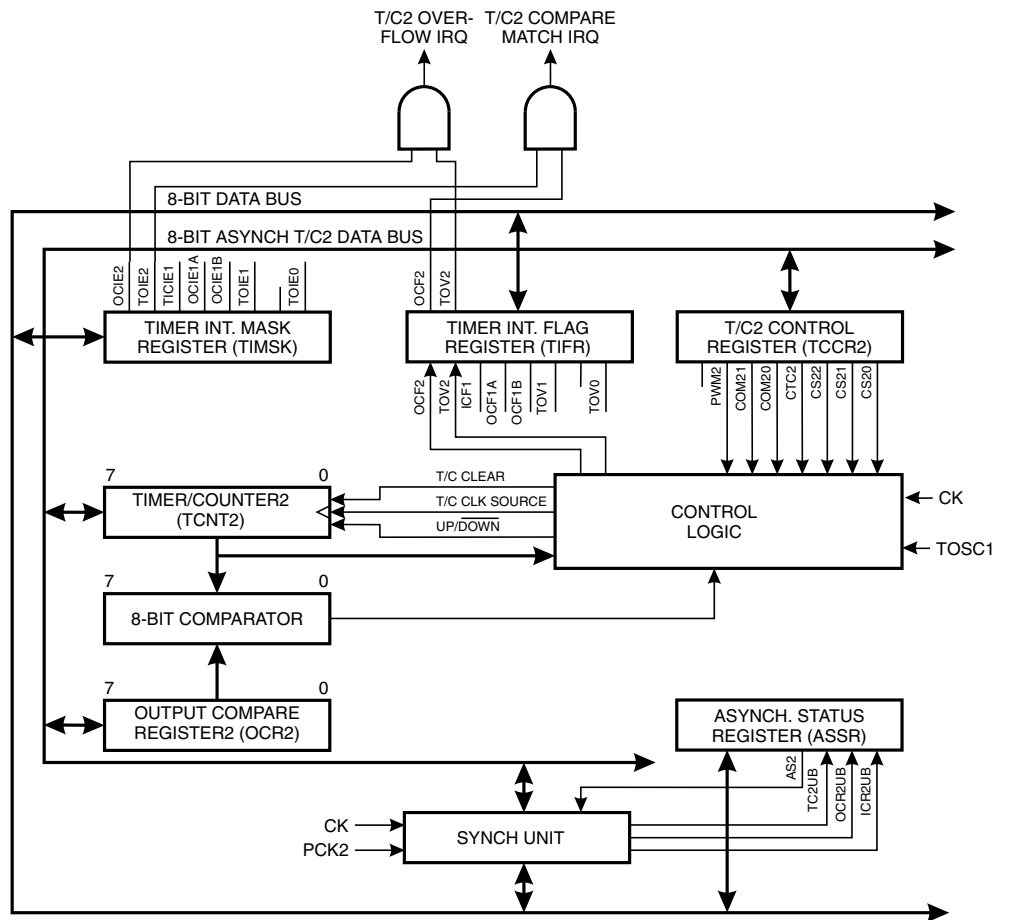 T/C2 OVER-
FLOW IRQ
T/C2 COMPARE
MATCH IRQ
8-BIT DATA BUS
8-BIT ASYNCH T/C2 DATA BUS
OCIE2
TOIE2
TICIE1
OCIE1A
OCIE1B
TOIE1
TOIE0
OCF2
TOV2
TIMER INT. MASK
REGISTER (TIMSK)
TIMER INT. FLAG
REGISTER (TIFR)
T/C2 CONTROL
REGISTER (TCCR2)
OCF2
TOV2
ICF1
OCF1A
OCF1B
TOV1
TOV0
PWM2
COM21
COM20
CTC2
CS22
CS21
CS20
7 0
TIMER/COUNTER2
(TCNT2)
T/C CLEAR
T/C CLK SOURCE
UP/DOWN
CONTROL
LOGIC
CK
TOSC1
7 0
8-BIT COMPARATOR
7 0
OUTPUT COMPARE
REGISTER2 (OCR2)
ASYNCH. STATUS
REGISTER (ASSR)
AS2
TC2UB
OCR2UB
ICR2UB
CK
PCK2
SYNCH UNIT